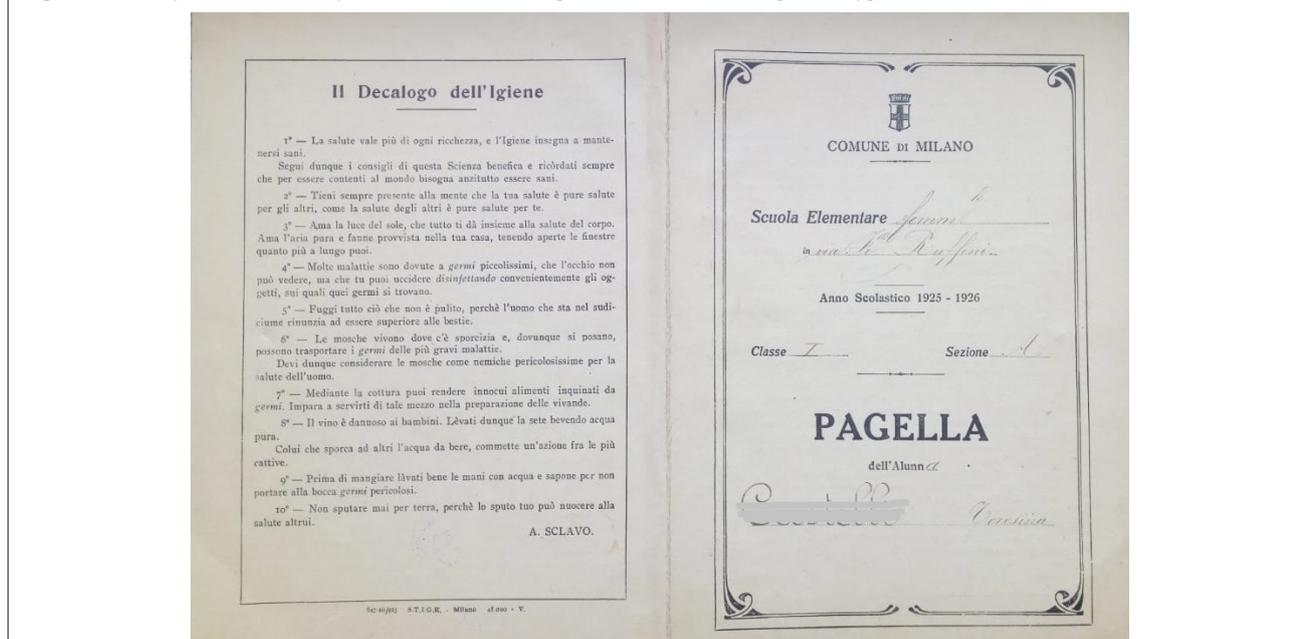 Il Decalogo dell'Igiene
1° — La salute vale più di ogni ricchezza, e l'Igiene insegna a mante-
nersi sani.
Segui dunque i consigli di questa Scienza benefica e ricòrdati sempre
che per essere contenti al mondo bisogna anzitutto essere sani.
2° — Tieni sempre presente alla mente che la tua salute è pure salute
per gli altri, come la salute degli altri è pure salute per te.
3° — Ama la luce del sole, che tutto ti dà insieme alla salute del corpo.
Ama l'aria pura e fanne provvista nella tua casa, tenendo aperte le finestre
quanto più a lungo puoi.
4° — Molte malattie sono dovute a germi piccolissimi, che l'occhio non
può vedere, ma che tu puoi uccidere disinfettando convenientemente gli og-
getti, sui quali quei germi si trovano.
5° — Fuggi tutto ciò che non è pulito, perchè l'uomo che sta nel sudi-
ciume rinunzia ad essere superiore alle bestie.
6° — Le mosche vivono dove c'è sporcizia e, dovunque si posano,
possono trasportare i germi delle più gravi malattie.
Devi dunque considerare le mosche come nemiche pericolosissime per la
salute dell'uomo.
7° — Mediante la cottura puoi rendere innocui alimenti inquinati da
germi. Impara a servirti di tale mezzo nella preparazione delle vivande.
8° — Il vino è dannoso ai bambini. Lèvati dunque la sete bevendo acqua
pura.
Colui che sporca ad altri l'acqua da bere, commette un'azione fra le più
cattive.
9° — Prima di mangiare làvati bene le mani con acqua e sapone per non
portare alla bocca germi pericolosi.
10° — Non sputare mai per terra, perchè lo sputo tuo può nuocere alla
salute altrui.
A. SCLAVO.
S.T.I.G.E. - Milano
COMUNE DI MILANO
Scuola Elementare femm le
in via Ruffini
Anno Scolastico 1925 - 1926
Classe I Sezione A
PAGELLA
dell'Alunna